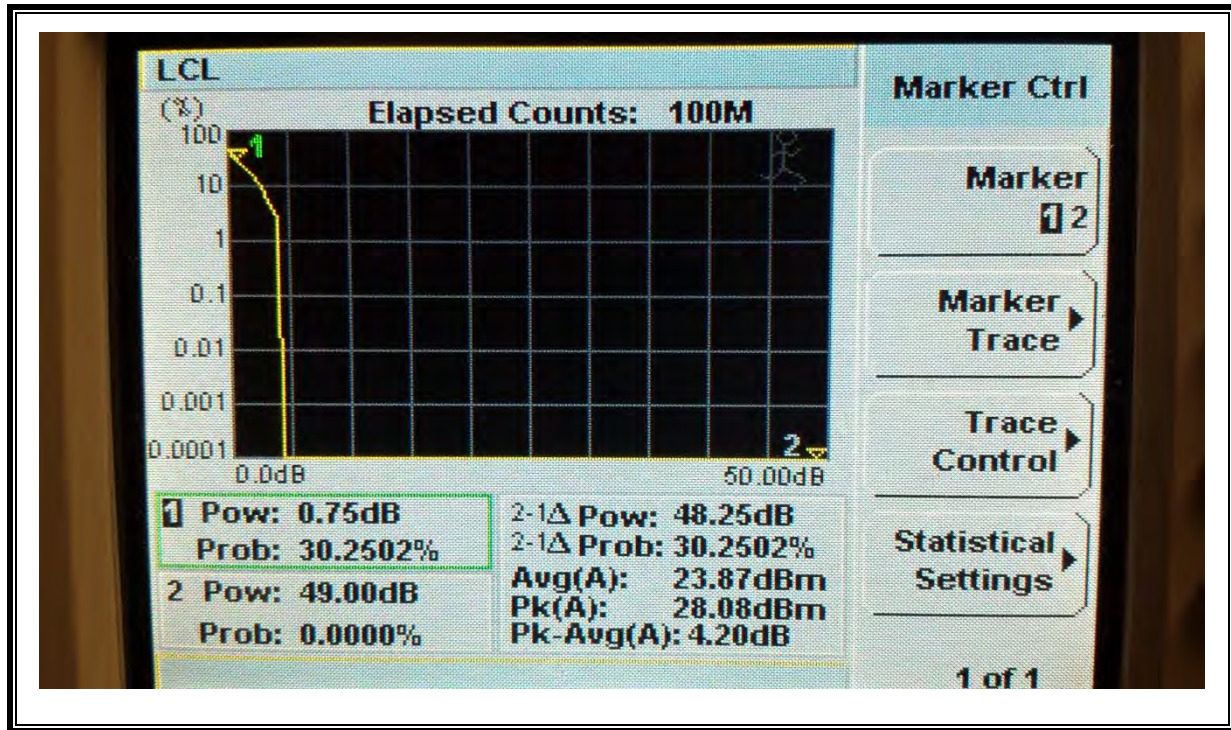 LCL
Marker Ctrl
(%)
Elapsed Counts: 100M
100
10
1
0.1
0.01
0.001
0.0001
1
2
0.0dB
50.00dB
1 Pow: 0.75dB
Prob: 30.2502%
2 Pow: 49.00dB
Prob: 0.0000%
2-1Δ Pow: 48.25dB
2-1Δ Prob: 30.2502%
Avg(A): 23.87dBm
Pk(A): 28.08dBm
Pk-Avg(A): 4.20dB
Marker
1 2
Marker
Trace
Trace
Control
Statistical
Settings
1 of 1